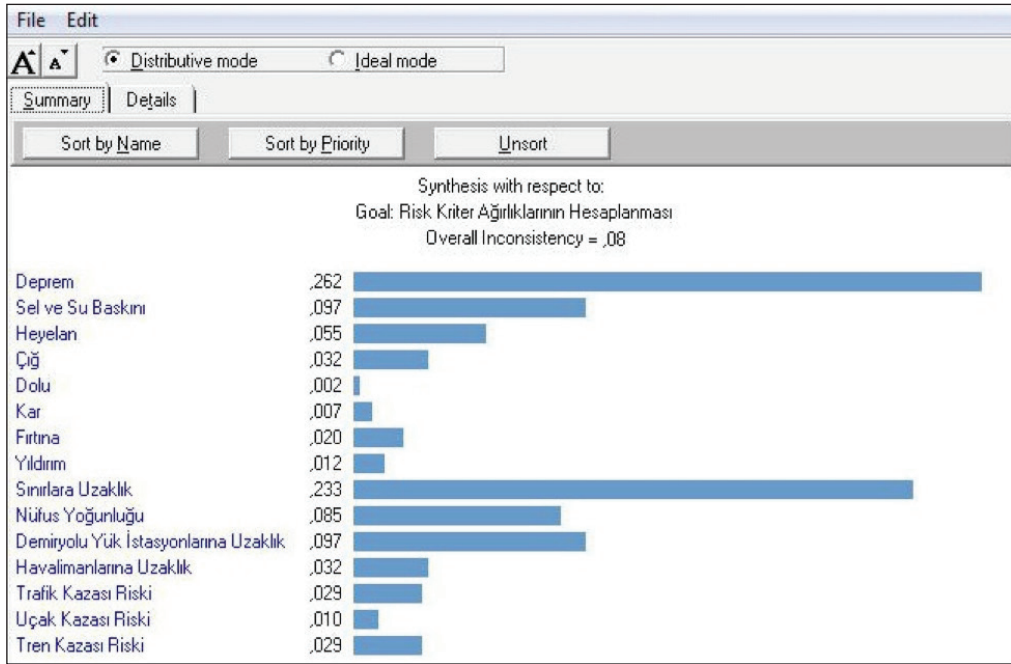 File Edit
A A Distributive mode Ideal mode
Summary Details
Sort by Name Sort by Priority Unsort
Synthesis with respect to:
Goal: Risk Kriter Ağırlıklarının Hesaplanması
Overall Inconsistency = ,08
Deprem ,262
Sel ve Su Baskını ,097
Heyelan ,055
Çığ ,032
Dolu ,002
Kar ,007
Fırtına ,020
Yıldırım ,012
Sınırlara Uzaklık ,233
Nüfus Yoğunluğu ,085
Demiryolu Yük İstasyonlarına Uzaklık ,097
Havalimanlarına Uzaklık ,032
Trafik Kazası Riski ,029
Uçak Kazası Riski ,010
Tren Kazası Riski ,029